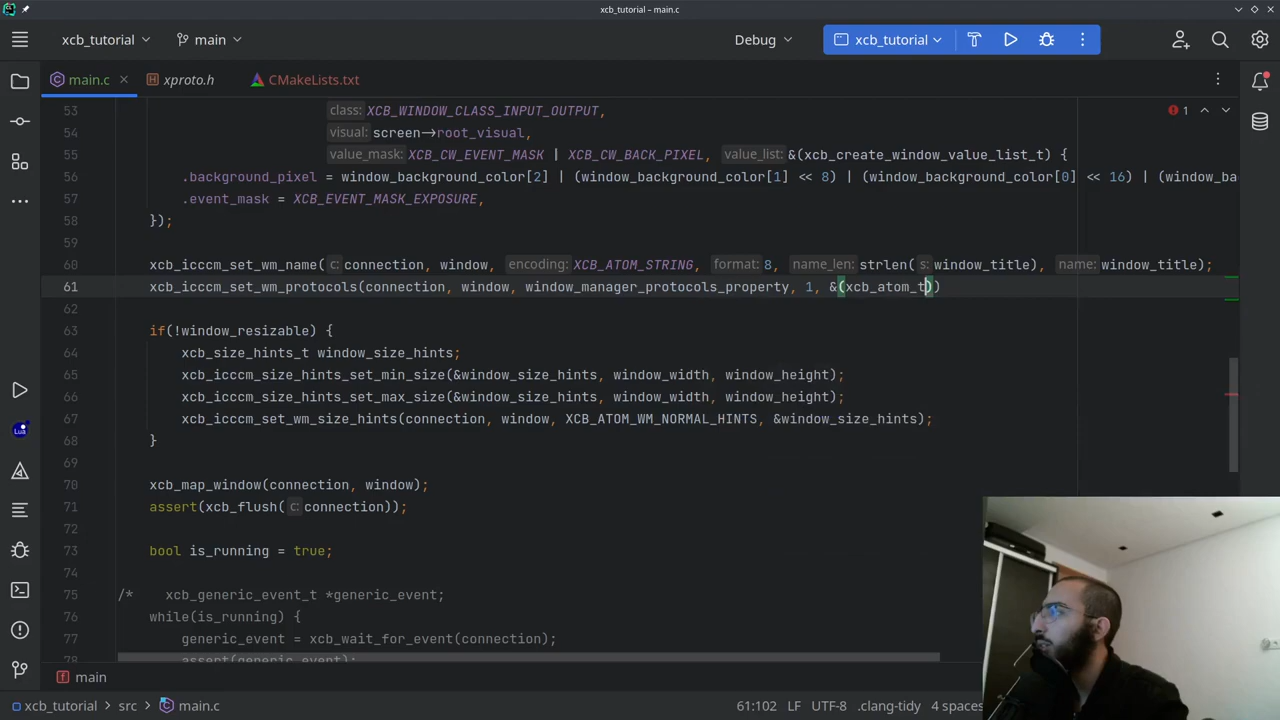 xcb_tutorial – main.c
xcb_tutorial main Debug xcb_tutorial
main.c xproto.h CMakeLists.txt
53 class: XCB_WINDOW_CLASS_INPUT_OUTPUT, 1
54 visual: screen->root_visual,
55 value_mask: XCB_CW_EVENT_MASK | XCB_CW_BACK_PIXEL, value_list: &(xcb_create_window_value_list_t) {
56 .background_pixel = window_background_color[2] | (window_background_color[1] << 8) | (window_background_color[0] << 16) | (window_ba
57 .event_mask = XCB_EVENT_MASK_EXPOSURE,
58 });
59
60 xcb_icccm_set_wm_name( c: connection, window, encoding: XCB_ATOM_STRING, format: 8, name_len: strlen( s: window_title), name: window_title);
61 xcb_icccm_set_wm_protocols(connection, window, window_manager_protocols_property, 1, &(xcb_atom_t))
62
63 if(!window_resizable) {
64 xcb_size_hints_t window_size_hints;
65 xcb_icccm_size_hints_set_min_size(&window_size_hints, window_width, window_height);
66 xcb_icccm_size_hints_set_max_size(&window_size_hints, window_width, window_height);
67 xcb_icccm_set_wm_size_hints(connection, window, XCB_ATOM_WM_NORMAL_HINTS, &window_size_hints);
68 }
69
70 xcb_map_window(connection, window);
71 assert(xcb_flush( c: connection));
72
73 bool is_running = true;
74
75 /* xcb_generic_event_t *generic_event;
76 while(is_running) {
77 generic_event = xcb_wait_for_event(connection);
78 assert(generic_event);
main
xcb_tutorial > src > main.c 61:102 LF UTF-8 .clang-tidy 4 spaces